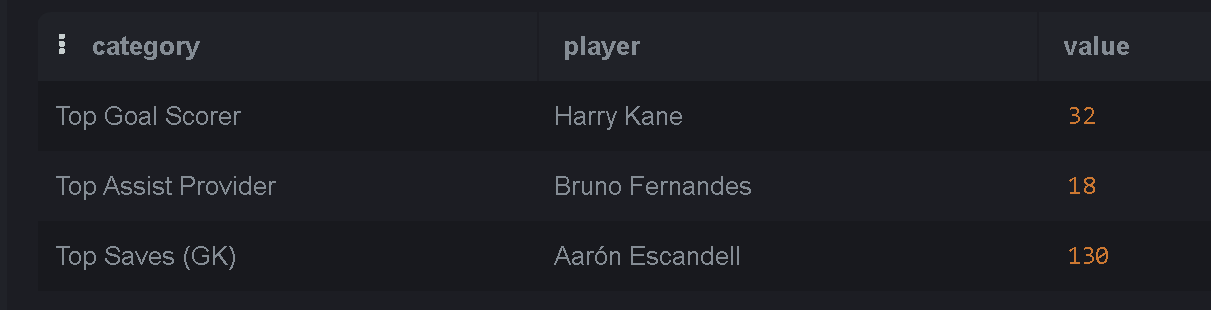 category player value
Top Goal Scorer Harry Kane 32
Top Assist Provider Bruno Fernandes 18
Top Saves (GK) Aarón Escandell 130